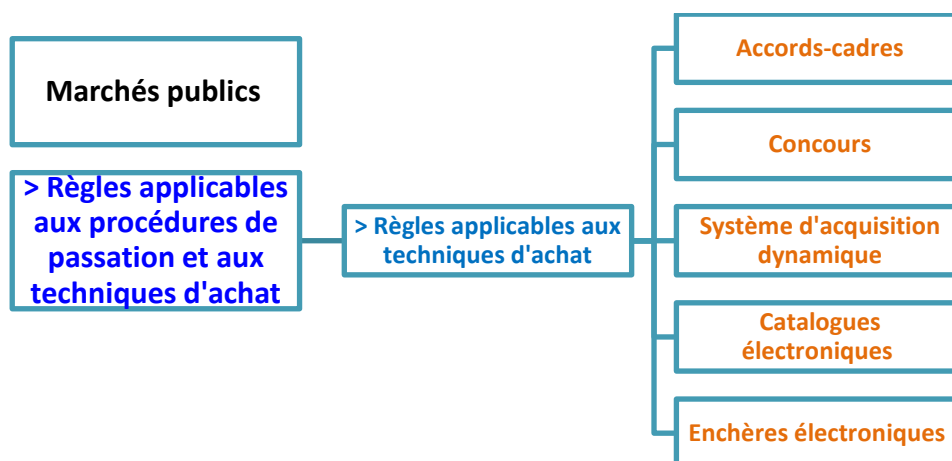 Marchés publics
> Règles applicables
aux procédures de
passation et aux
techniques d'achat
> Règles applicables aux
techniques d'achat
Accords-cadres
Concours
Système d'acquisition
dynamique
Catalogues
électroniques
Enchères électroniques